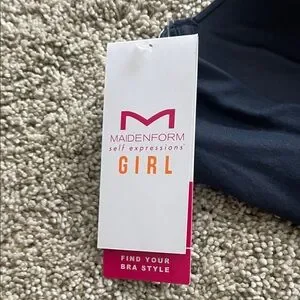 MAIDENFORM
self expressions®
GIRL
FIND YOUR
BRA STYLE